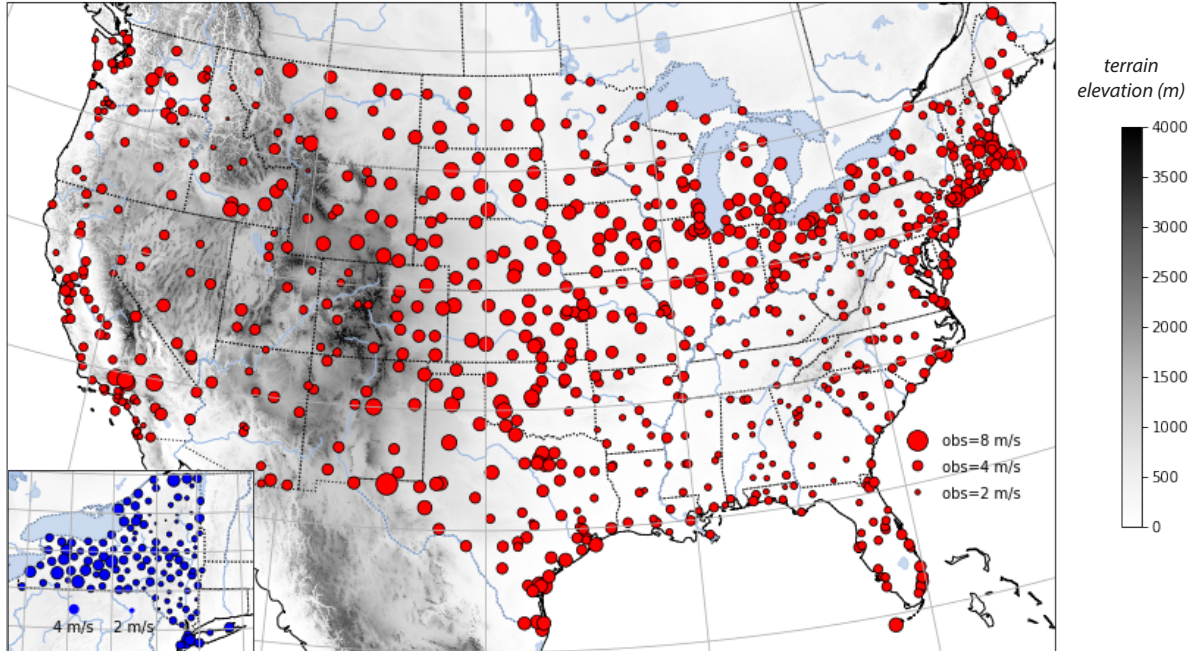 terrain
elevation (m)
4000
3500
3000
2500
2000
1500
1000
500
0
obs=8 m/s
obs=4 m/s
obs=2 m/s
4 m/s 2 m/s